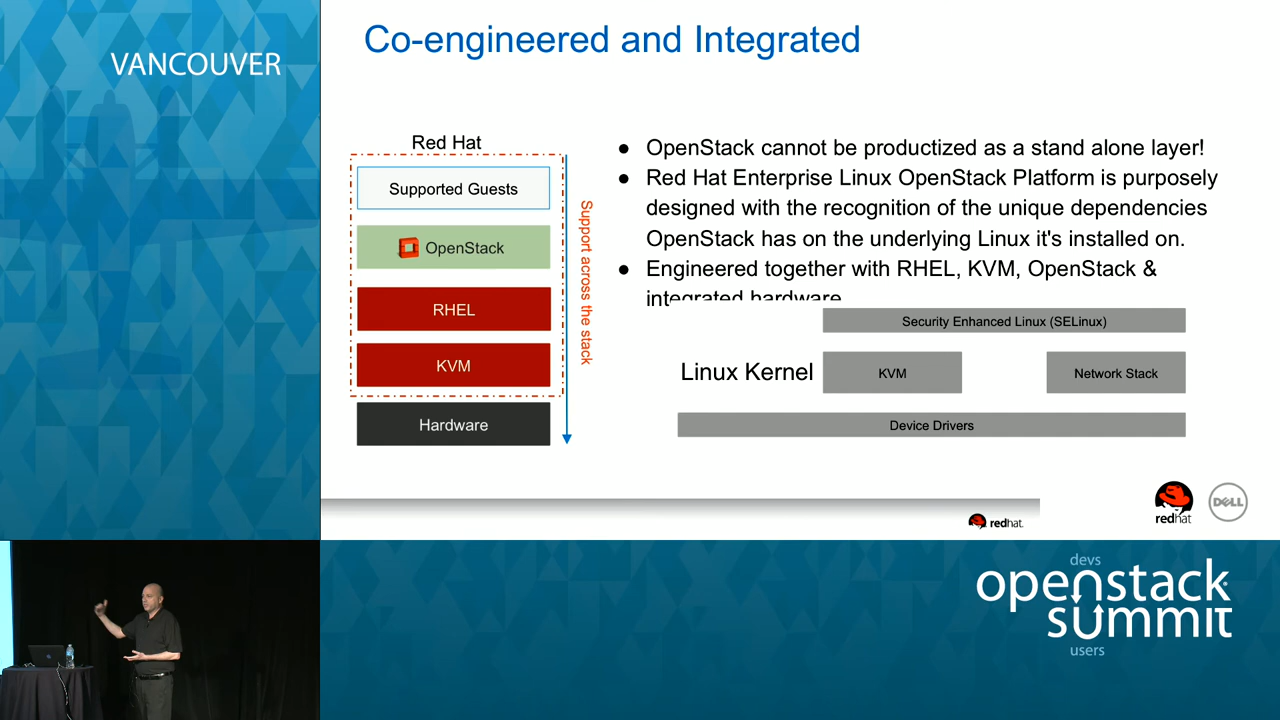 VANCOUVER
Co-engineered and Integrated
Red Hat
Supported Guests
OpenStack
RHEL
KVM
Hardware
Support across the stack
● OpenStack cannot be productized as a stand alone layer!
● Red Hat Enterprise Linux OpenStack Platform is purposely
designed with the recognition of the unique dependencies
OpenStack has on the underlying Linux it's installed on.
● Engineered together with RHEL, KVM, OpenStack &
integrated hardware
Security Enhanced Linux (SELinux)
Linux Kernel
KVM
Network Stack
Device Drivers
redhat.
redhat
DELL
devs
openstack
summit
users